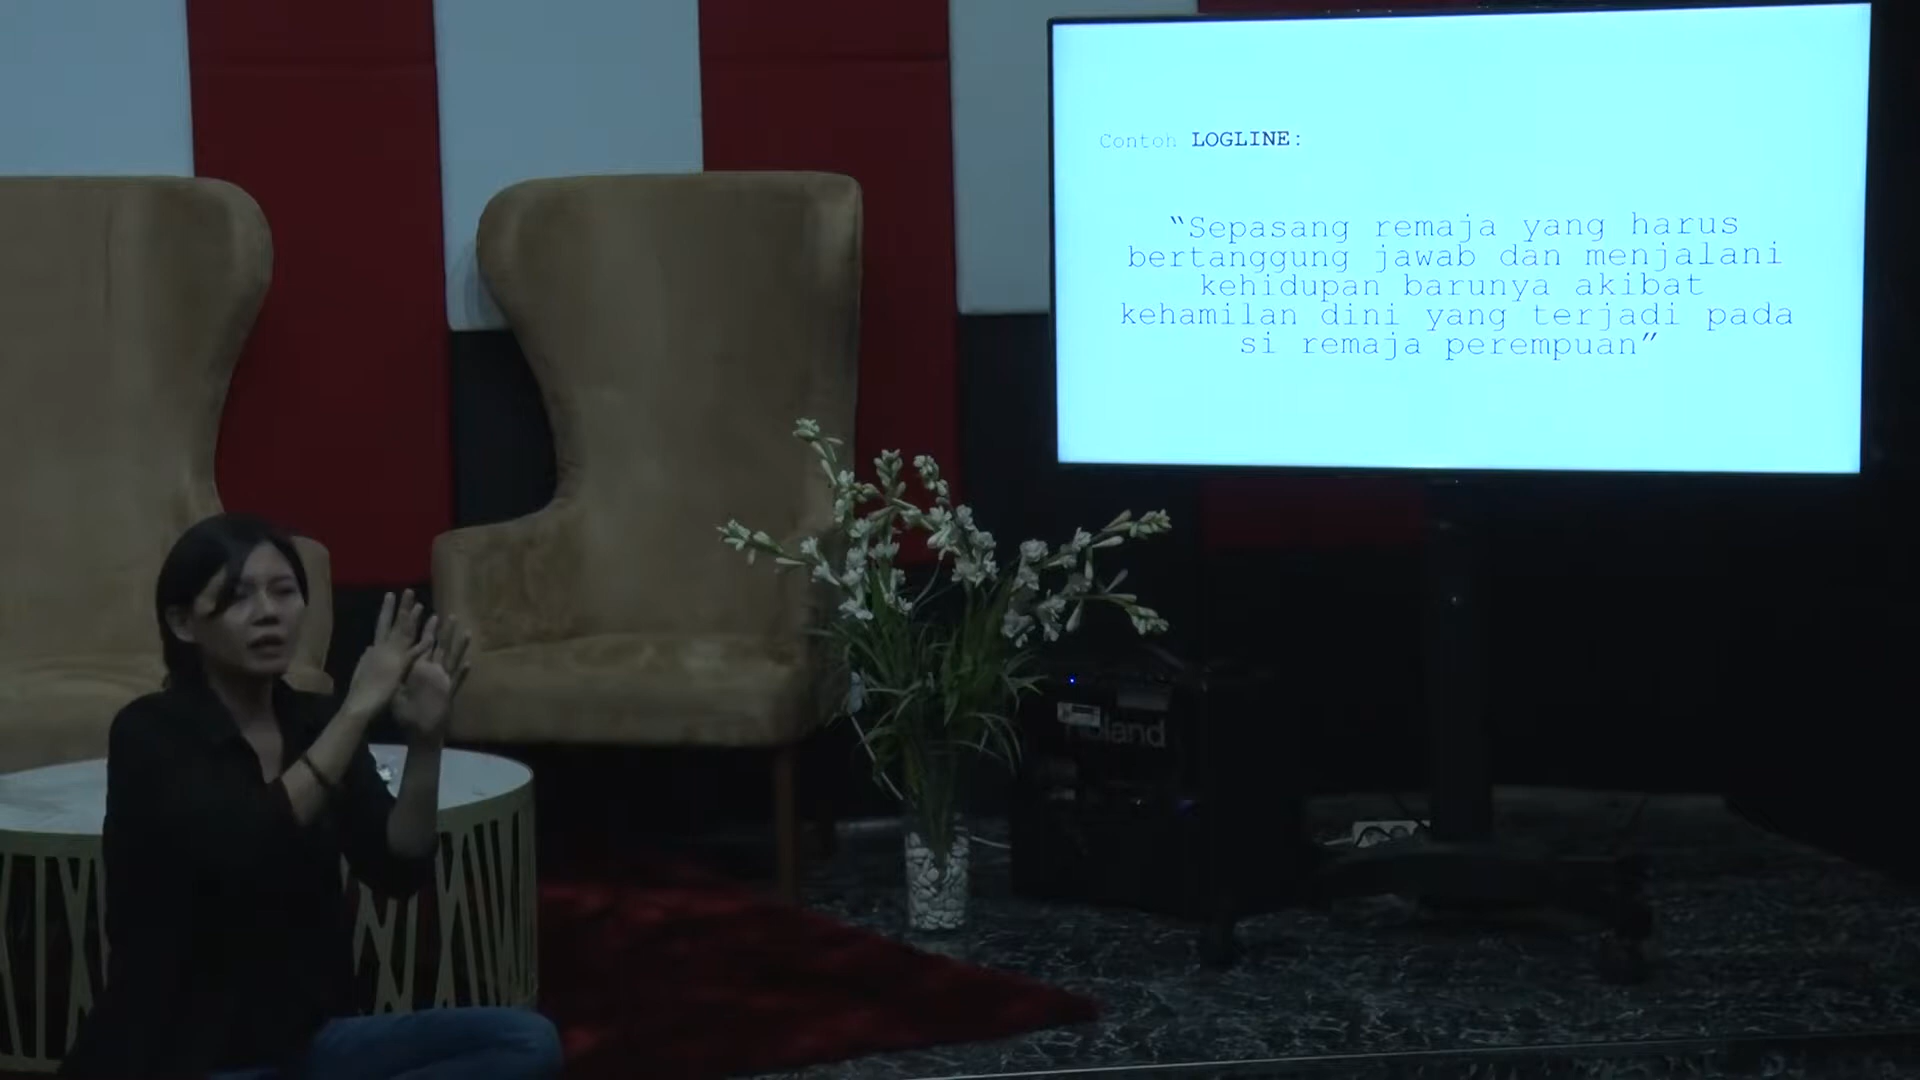 Contoh LOGLINE:
“Sepasang remaja yang harus
bertanggung jawab dan menjalani
kehidupan barunya akibat
kehamilan dini yang terjadi pada
si remaja perempuan”
Roland